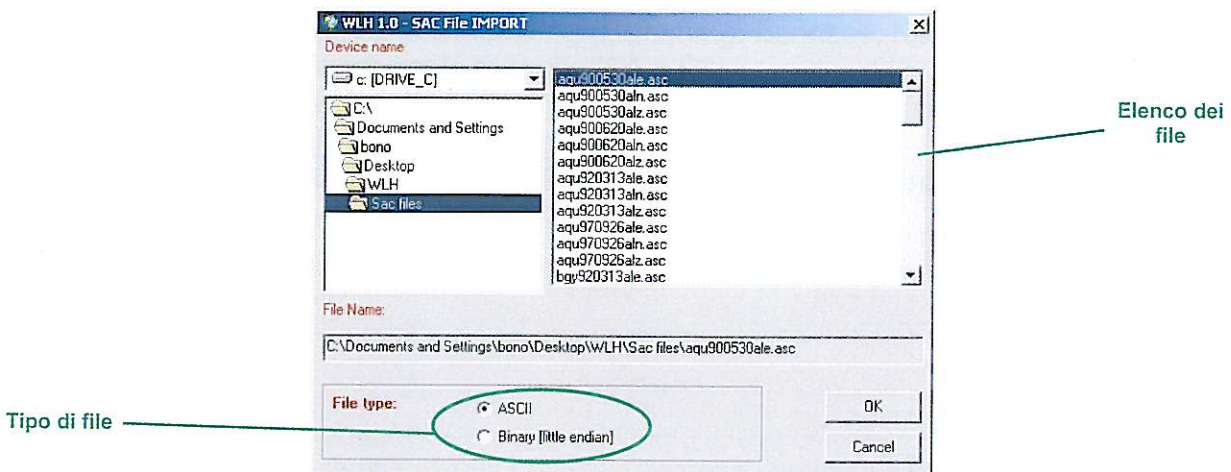 WLH 1.0 - SAC File IMPORT
Device name
c: [DRIVE_C]
C:\
Documents and Settings
bono
Desktop
WLH
Sac files
aqu900530ale.asc
aqu900530aln.asc
aqu900530alz.asc
aqu900620ale.asc
aqu900620aln.asc
aqu900620alz.asc
aqu920313ale.asc
aqu920313aln.asc
aqu920313alz.asc
aqu970926ale.asc
aqu970926aln.asc
aqu970926alz.asc
bgy920313ale.asc
Elenco dei
file
File Name:
C:\Documents and Settings\bono\Desktop\WLH\Sac files\aqu900530ale.asc
Tipo di file
File type:
ASCII
Binary [little endian]
OK
Cancel